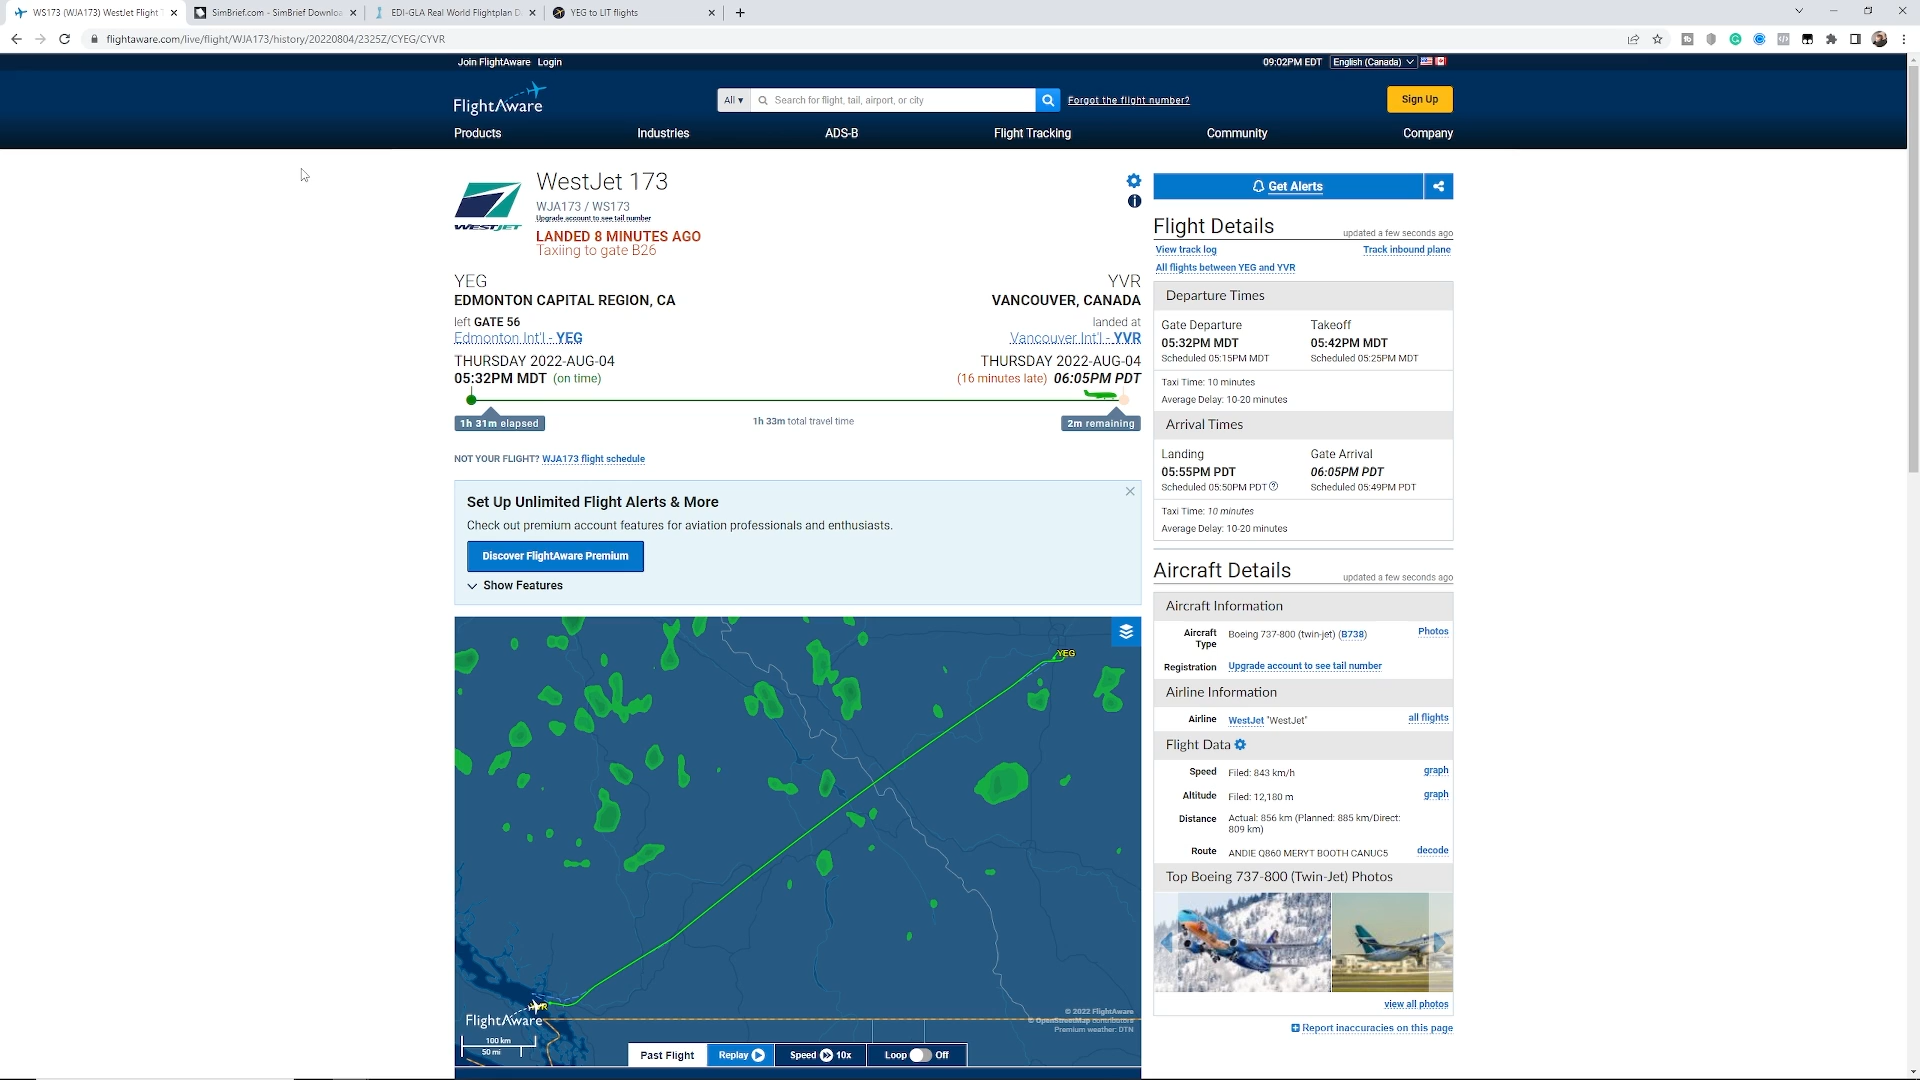 WS173 (WJA173) WestJet Flight T
SimBrief.com - SimBrief Downloa
EDI-GLA Real World Flightplan D
YEG to LIT flights
flightaware.com/live/flight/WJA173/history/20220804/2325Z/CYEG/CYVR
Join FlightAware Login
09:02PM EDT English (Canada)
FlightAware
All ▾ Search for flight, tail, airport, or city
Forgot the flight number?
Sign Up
Products Industries ADS-B Flight Tracking Community Company
WESTJET
WestJet 173
WJA173 / WS173
Upgrade account to see tail number
LANDED 8 MINUTES AGO
Taxiing to gate B26
YEG
EDMONTON CAPITAL REGION, CA
left GATE 56
Edmonton Int'l - YEG
THURSDAY 2022-AUG-04
05:32PM MDT (on time)
YVR
VANCOUVER, CANADA
landed at
Vancouver Int'l - YVR
THURSDAY 2022-AUG-04
(16 minutes late) 06:05PM PDT
1h 31m elapsed
1h 33m total travel time
2m remaining
NOT YOUR FLIGHT? WJA173 flight schedule
Set Up Unlimited Flight Alerts & More
Check out premium account features for aviation professionals and enthusiasts.
Discover FlightAware Premium
Show Features
YEG
YVR
FlightAware
100 km
50 mi
© 2022 FlightAware
© OpenStreetMap contributors
Premium weather: DTN
Past Flight Replay Speed 10x Loop Off
Get Alerts
Flight Details
updated a few seconds ago
View track log
Track inbound plane
All flights between YEG and YVR
Departure Times
Gate Departure Takeoff
05:32PM MDT 05:42PM MDT
Scheduled 05:15PM MDT Scheduled 05:25PM MDT
Taxi Time: 10 minutes
Average Delay: 10-20 minutes
Arrival Times
Landing Gate Arrival
05:55PM PDT 06:05PM PDT
Scheduled 05:50PM PDT Scheduled 05:49PM PDT
Taxi Time: 10 minutes
Average Delay: 10-20 minutes
Aircraft Details
updated a few seconds ago
Aircraft Information
Aircraft Type Boeing 737-800 (twin-jet) (B738) Photos
Registration Upgrade account to see tail number
Airline Information
Airline WestJet "WestJet" all flights
Flight Data
Speed Filed: 843 km/h graph
Altitude Filed: 12,180 m graph
Distance Actual: 856 km (Planned: 885 km/Direct:
809 km)
Route ANDIE Q860 MERYT BOOTH CANUC5 decode
Top Boeing 737-800 (Twin-Jet) Photos
view all photos
Report inaccuracies on this page